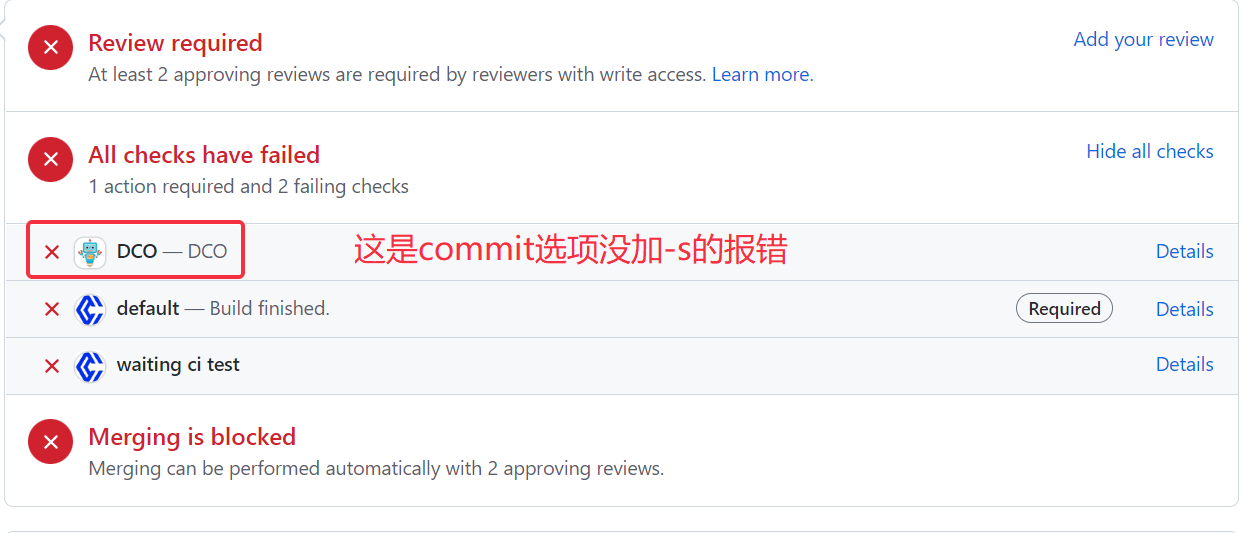 Review required
Add your review
At least 2 approving reviews are required by reviewers with write access. Learn more.
All checks have failed
Hide all checks
1 action required and 2 failing checks
DCO — DCO
这是commit选项没加-s的报错
Details
default — Build finished.
Required
Details
waiting ci test
Details
Merging is blocked
Merging can be performed automatically with 2 approving reviews.